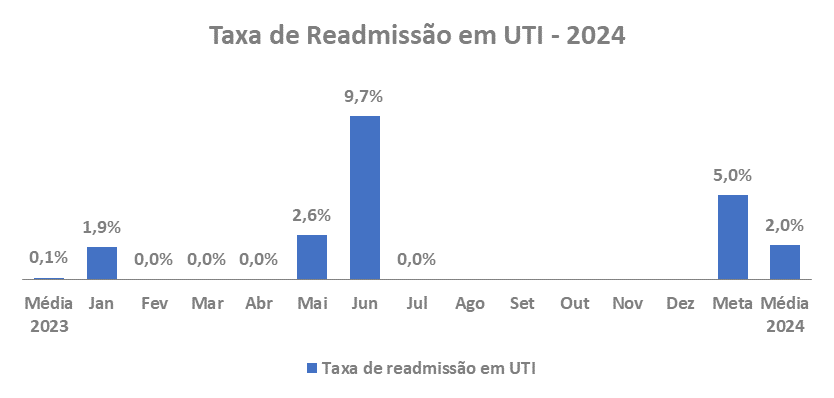 Taxa de Readmissão em UTI - 2024
9,7%
5,0%
2,6%
1,9%
2,0%
0,1%
0,0% 0,0% 0,0%
0,0%
Média Jan Fev Mar Abr Mai Jun Jul Ago Set Out Nov Dez Meta Média
2023 2024
Taxa de readmissão em UTI